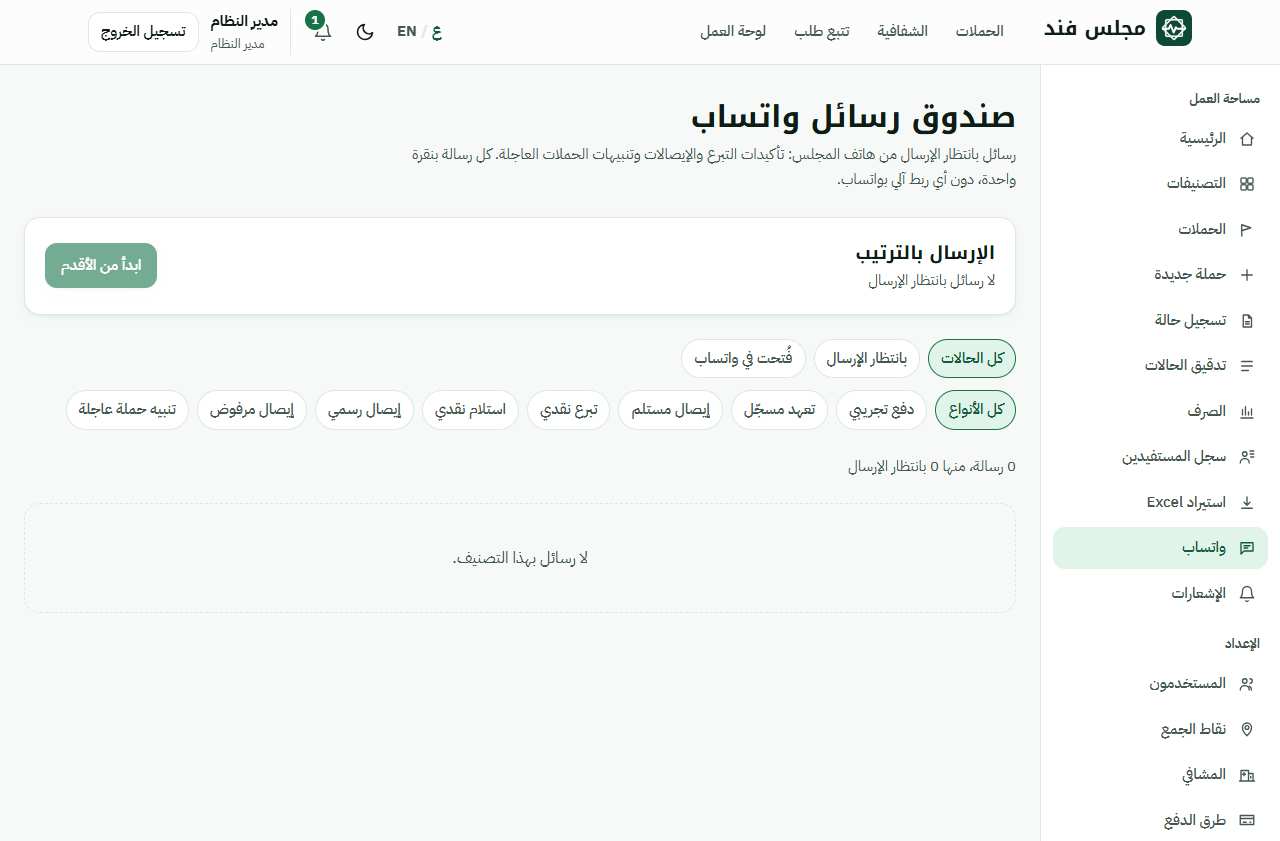 مجلس فند
الحملات
الشفافية
تتبع طلب
لوحة العمل
ع / EN
1
مدير النظام
مدير النظام
تسجيل الخروج
مساحة العمل
الرئيسية
التصنيفات
الحملات
حملة جديدة
تسجيل حالة
تدقيق الحالات
الصرف
سجل المستفيدين
استيراد Excel
واتساب
الإشعارات
الإعداد
المستخدمون
نقاط الجمع
المشافي
طرق الدفع
صندوق رسائل واتساب
رسائل بانتظار الإرسال من هاتف المجلس: تأكيدات التبرع والإيصالات وتنبيهات الحملات العاجلة. كل رسالة بنقرة
واحدة، دون أي ربط آلي بواتساب.
الإرسال بالترتيب
لا رسائل بانتظار الإرسال
ابدأ من الأقدم
كل الحالات
بانتظار الإرسال
فُتحت في واتساب
كل الأنواع
دفع تجريبي
تعهد مسجّل
إيصال مستلم
تبرع نقدي
استلام نقدي
إيصال رسمي
إيصال مرفوض
تنبيه حملة عاجلة
0 رسالة، منها 0 بانتظار الإرسال
لا رسائل بهذا التصنيف.